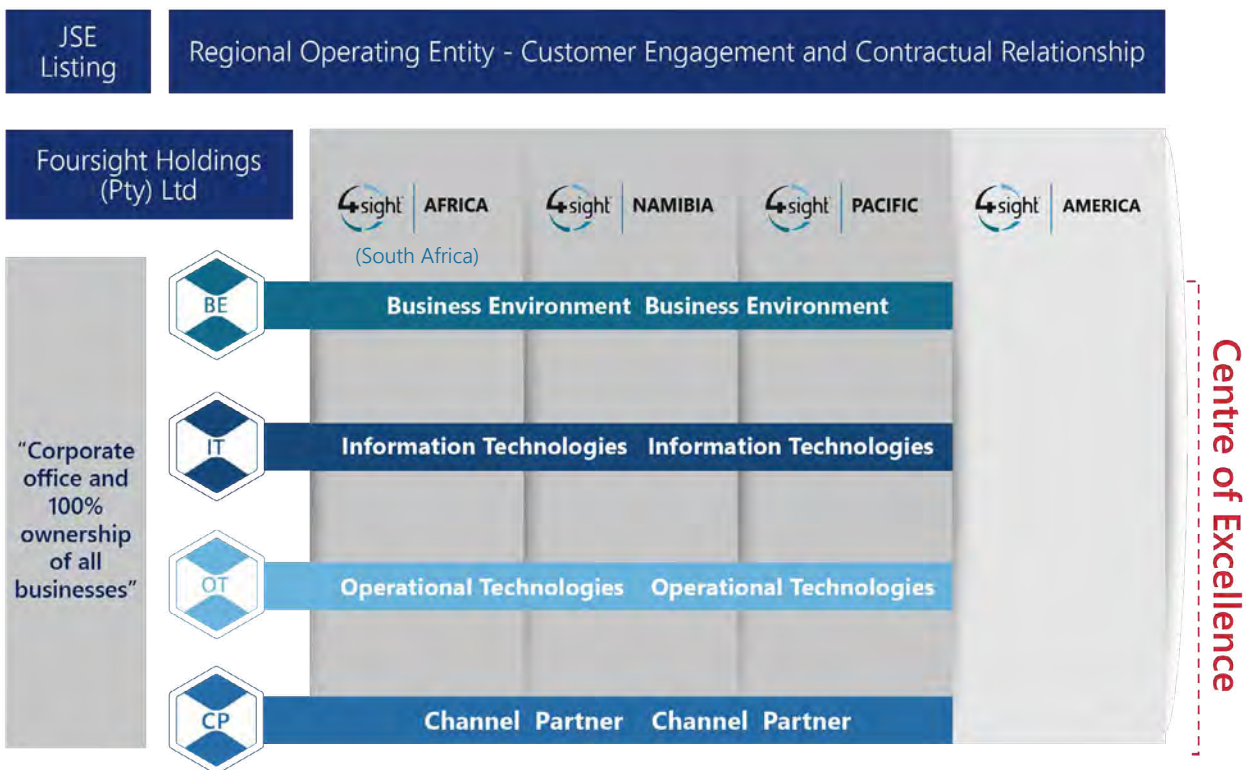 JSE
Listing
Regional Operating Entity - Customer Engagement and Contractual Relationship
Foursight Holdings
(Pty) Ltd
4sight AFRICA
(South Africa)
4sight NAMIBIA
4sight PACIFIC
4sight AMERICA
"Corporate
office and
100%
ownership
of all
businesses"
BE
Business Environment Business Environment
IT
Information Technologies Information Technologies
OT
Operational Technologies Operational Technologies
CP
Channel Partner Channel Partner
Centre of Excellence